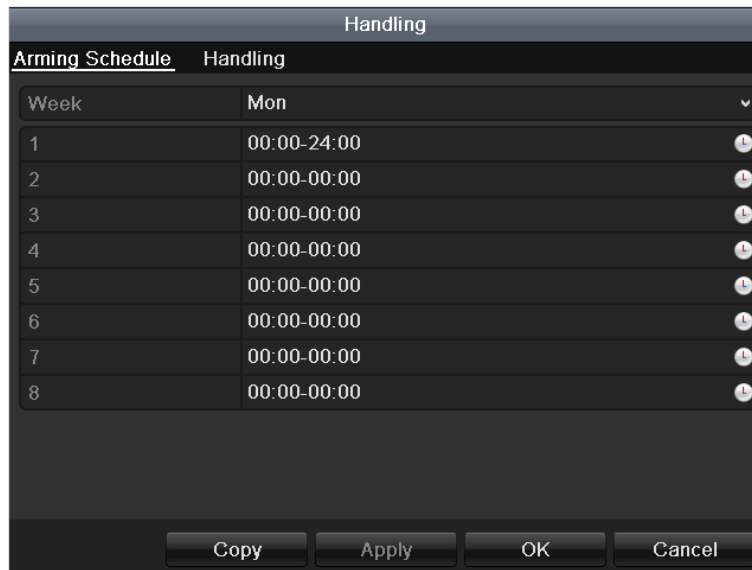 Handling
Arming Schedule Handling
Week Mon
1 00:00-24:00
2 00:00-00:00
3 00:00-00:00
4 00:00-00:00
5 00:00-00:00
6 00:00-00:00
7 00:00-00:00
8 00:00-00:00
Copy Apply OK Cancel